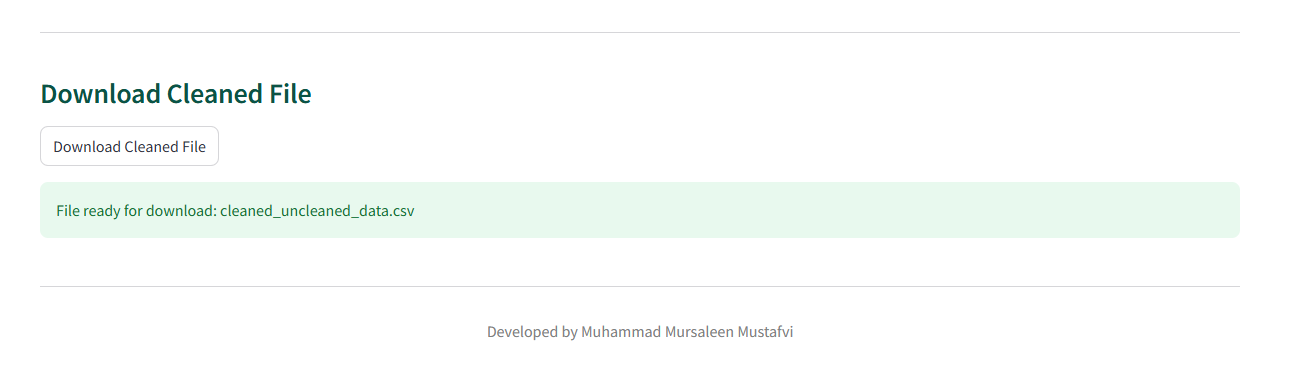 Download Cleaned File
Download Cleaned File
File ready for download: cleaned_uncleaned_data.csv
Developed by Muhammad Mursaleen Mustafvi